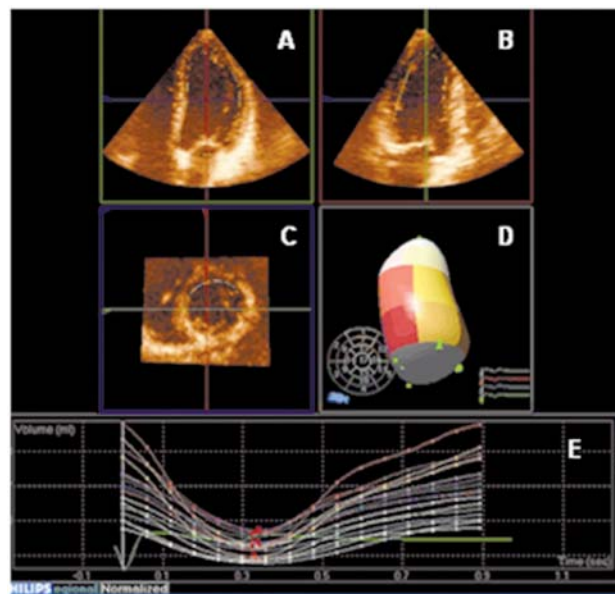 A
B
C
D
E
Volume (ml)
Time (sec)
-0.1
0.1
0.3
0.5
0.7
0.9
1.1
HILIPS egional Normalized